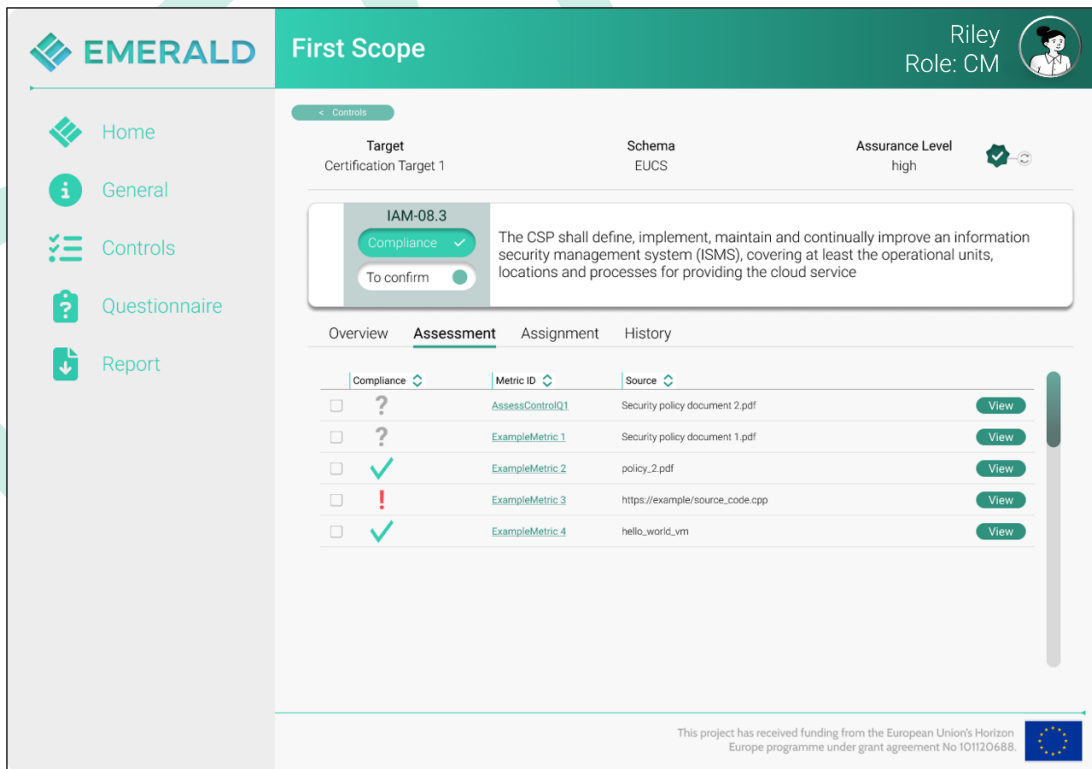 EMERALD
First Scope
Riley
Role: CM
Home
General
Controls
Questionnaire
Report
< Controls
Target
Certification Target 1
Schema
EUCS
Assurance Level
high
IAM-08.3
Compliance
To confirm
The CSP shall define, implement, maintain and continually improve an information
security management system (ISMS), covering at least the operational units,
locations and processes for providing the cloud service
Overview Assessment Assignment History
Compliance Metric ID Source
? AssessControlQ1 Security policy document 2.pdf View
? ExampleMetric 1 Security policy document 1.pdf View
ExampleMetric 2 policy_2.pdf View
! ExampleMetric 3 https://example/source_code.cpp View
ExampleMetric 4 hello_world_vm View
This project has received funding from the European Union's Horizon
Europe programme under grant agreement No 101120688.